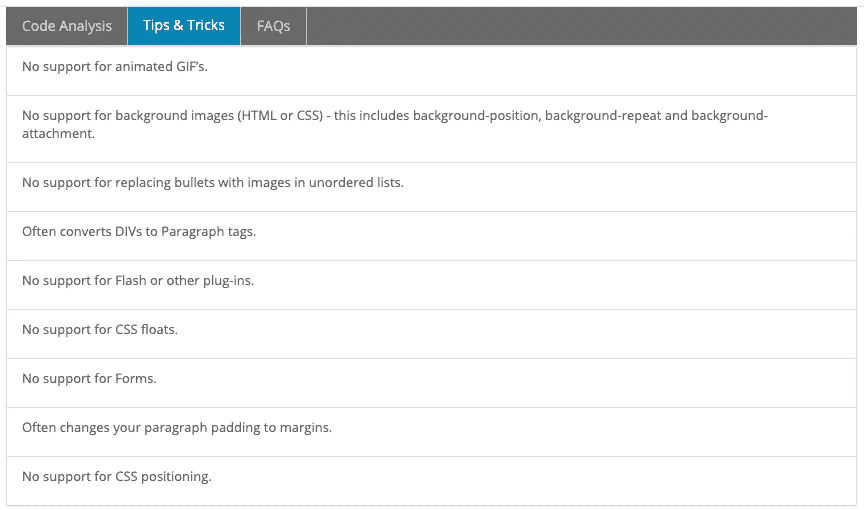 Code Analysis Tips & Tricks FAQs
No support for animated GIF's.
No support for background images (HTML or CSS) - this includes background-position, background-repeat and background-
attachment.
No support for replacing bullets with images in unordered lists.
Often converts DIVs to Paragraph tags.
No support for Flash or other plug-ins.
No support for CSS floats.
No support for Forms.
Often changes your paragraph padding to margins.
No support for CSS positioning.